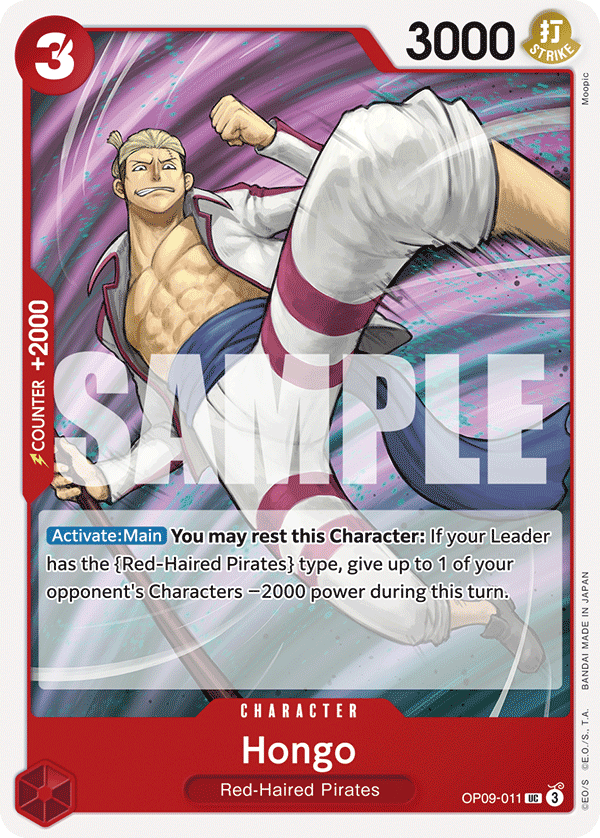 3
3000
打
STRIKE
Moopic
COUNTER +2000
SAMPLE
Activate:Main You may rest this Character: If your Leader
has the {Red-Haired Pirates} type, give up to 1 of your
opponent's Characters −2000 power during this turn.
BANDAI MADE IN JAPAN
©EO/S ©E.O./S., T.A.
CHARACTER
Hongo
Red-Haired Pirates
OP09-011 UC 3